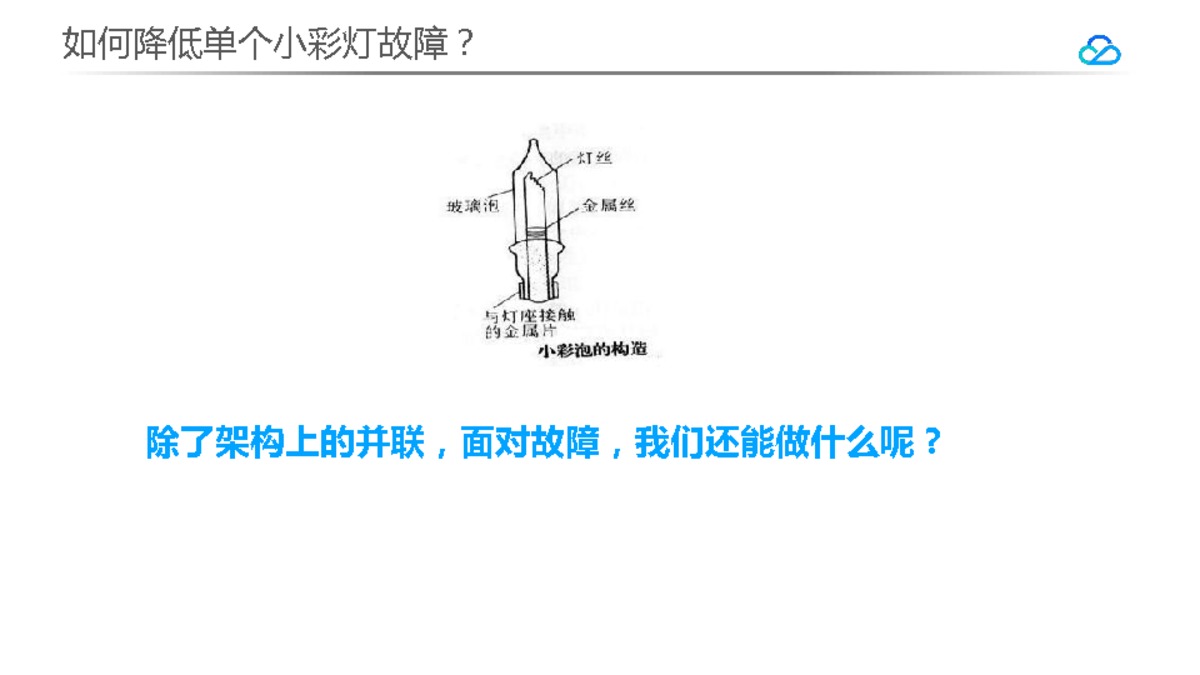 如何降低单个小彩灯故障？
灯丝
玻璃泡
金属丝
与灯座接触
的金属片
小彩泡的构造
除了架构上的并联，面对故障，我们还能做什么呢？